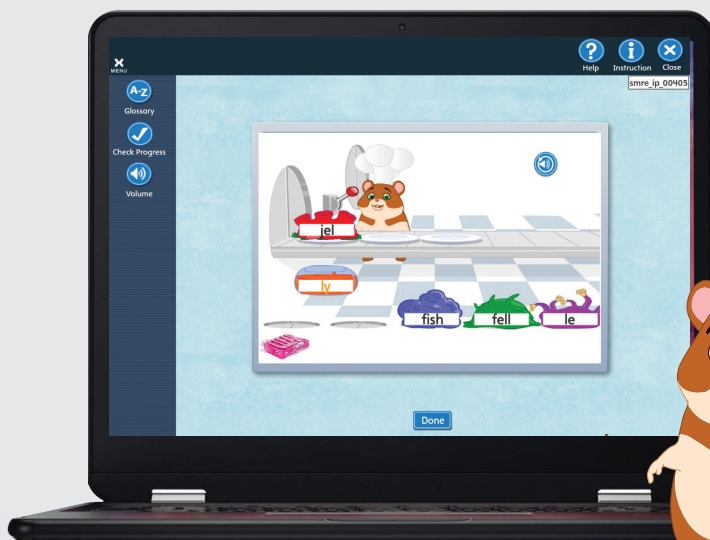 MENU
Help
Instruction
Close
smre_ip_00405
A-Z
Glossary
Check Progress
Volume
jel
ly
fish
fell
le
Done